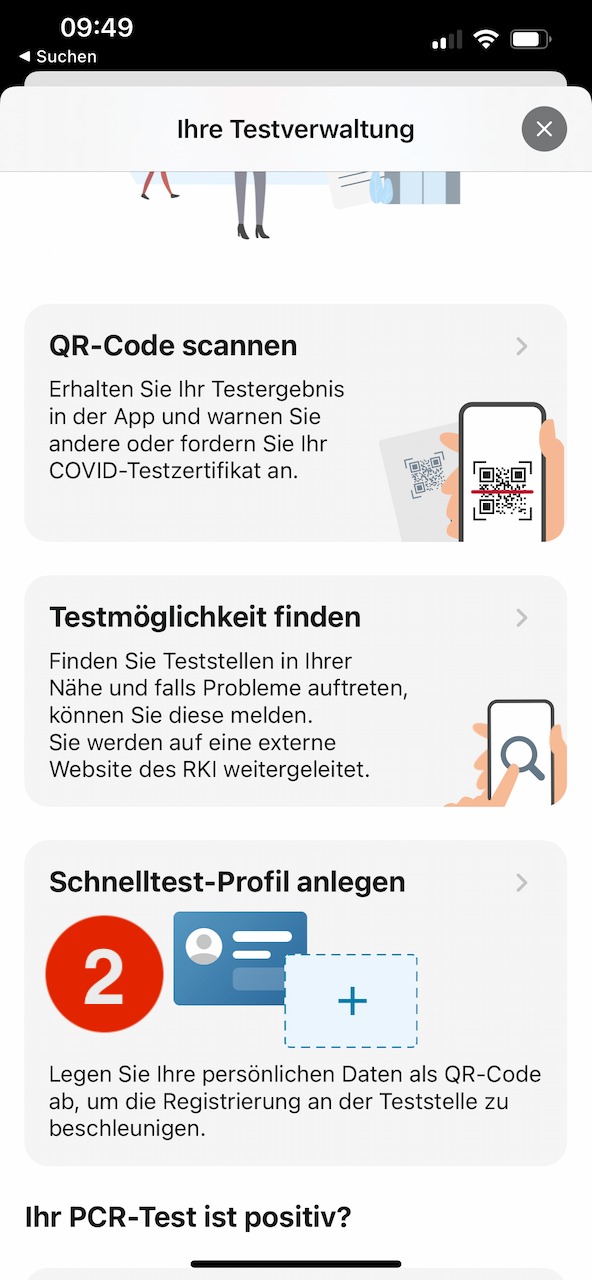 09:49
◀ Suchen
Ihre Testverwaltung
QR-Code scannen
Erhalten Sie Ihr Testergebnis
in der App und warnen Sie
andere oder fordern Sie Ihr
COVID-Testzertifikat an.
Testmöglichkeit finden
Finden Sie Teststellen in Ihrer
Nähe und falls Probleme auftreten,
können Sie diese melden.
Sie werden auf eine externe
Website des RKI weitergeleitet.
Schnelltest-Profil anlegen
2
Legen Sie Ihre persönlichen Daten als QR-Code
ab, um die Registrierung an der Teststelle zu
beschleunigen.
Ihr PCR-Test ist positiv?